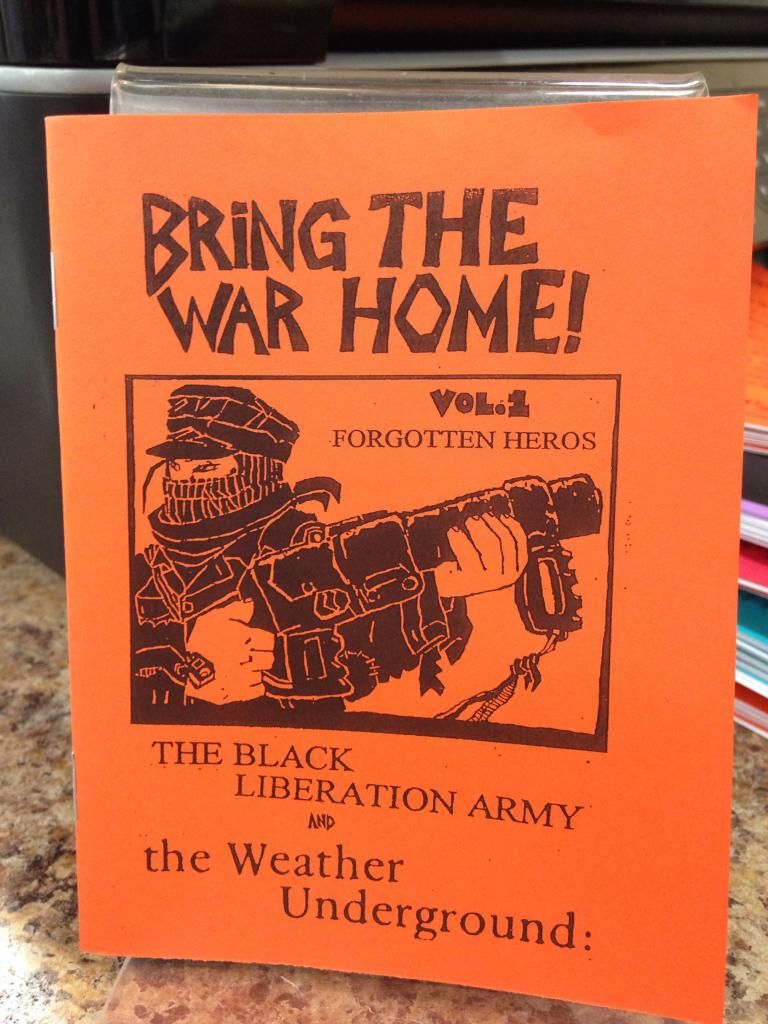 BRiNG THE
WAR HOME!
VOL.1
FORGOTTEN HEROS
THE BLACK
LIBERATION ARMY
AND
the Weather
Underground: